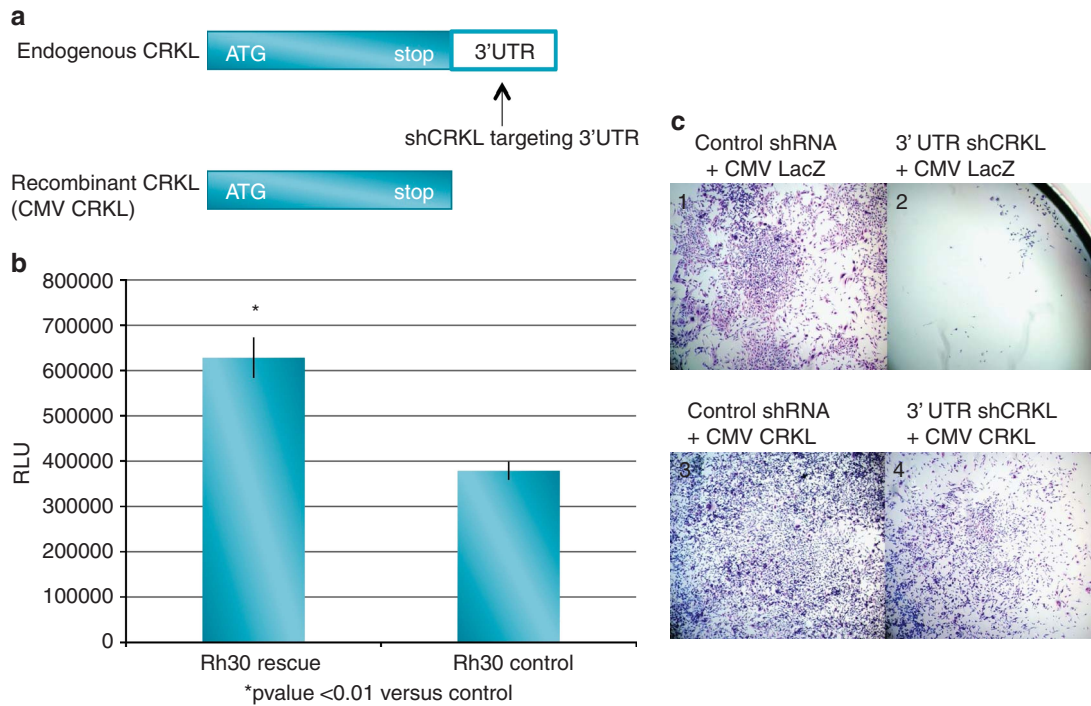 a
Endogenous CRKL
ATG stop
3'UTR
shCRKL targeting 3'UTR
Recombinant CRKL
(CMV CRKL)
ATG stop
b
800000
700000
600000
500000
400000
300000
200000
100000
0
RLU
*
Rh30 rescue
Rh30 control
*pvalue <0.01 versus control
c
Control shRNA
+ CMV LacZ
3' UTR shCRKL
+ CMV LacZ
1
2
Control shRNA
+ CMV CRKL
3' UTR shCRKL
+ CMV CRKL
3
4